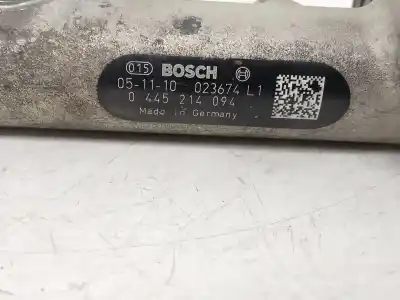 015 BOSCH
05-11-10 023674 L1
0 445 214 094
Made in Germany